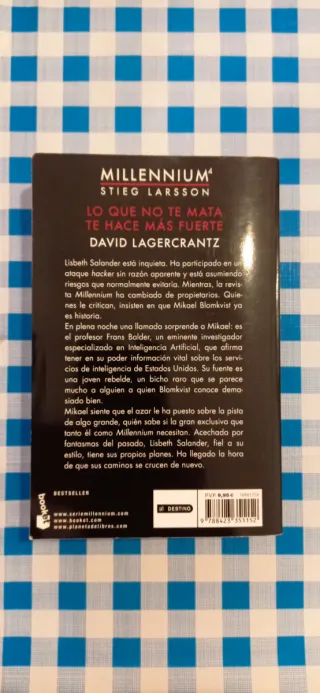 MILLENNIUM 4
STIEG LARSSON
LO QUE NO TE MATA
TE HACE MÁS FUERTE
DAVID LAGERCRANTZ
Lisbeth Salander está inquieta. Ha participado en un
ataque hacker sin razón aparente y está asumiendo
riesgos que normalmente evitaría. Mientras, la revis-
ta Millennium ha cambiado de propietarios. Quie-
nes le critican, insisten en que Mikael Blomkvist ya
es historia.
En plena noche una llamada sorprende a Mikael: es
el profesor Frans Balder, un eminente investigador
especializado en Inteligencia Artificial, que afirma
tener en su poder información vital sobre los servi-
cios de inteligencia de Estados Unidos. Su fuente es
una joven rebelde, un bicho raro que se parece
mucho a alguien a quien Blomkvist conoce dema-
siado bien.
Mikael siente que el azar le ha puesto sobre la pista
de algo grande, quién sabe si la gran exclusiva que
tanto él como Millennium necesitan. Acechada por
fantasmas del pasado, Lisbeth Salander, fiel a su
estilo, tiene sus propios planes. Ha llegado la hora
de que sus caminos se crucen de nuevo.
booket
BESTSELLER
www.seriemillennium.com
www.booket.com
www.planetadelibros.com
DESTINO
PVP 9,95 €
9 788423 351152